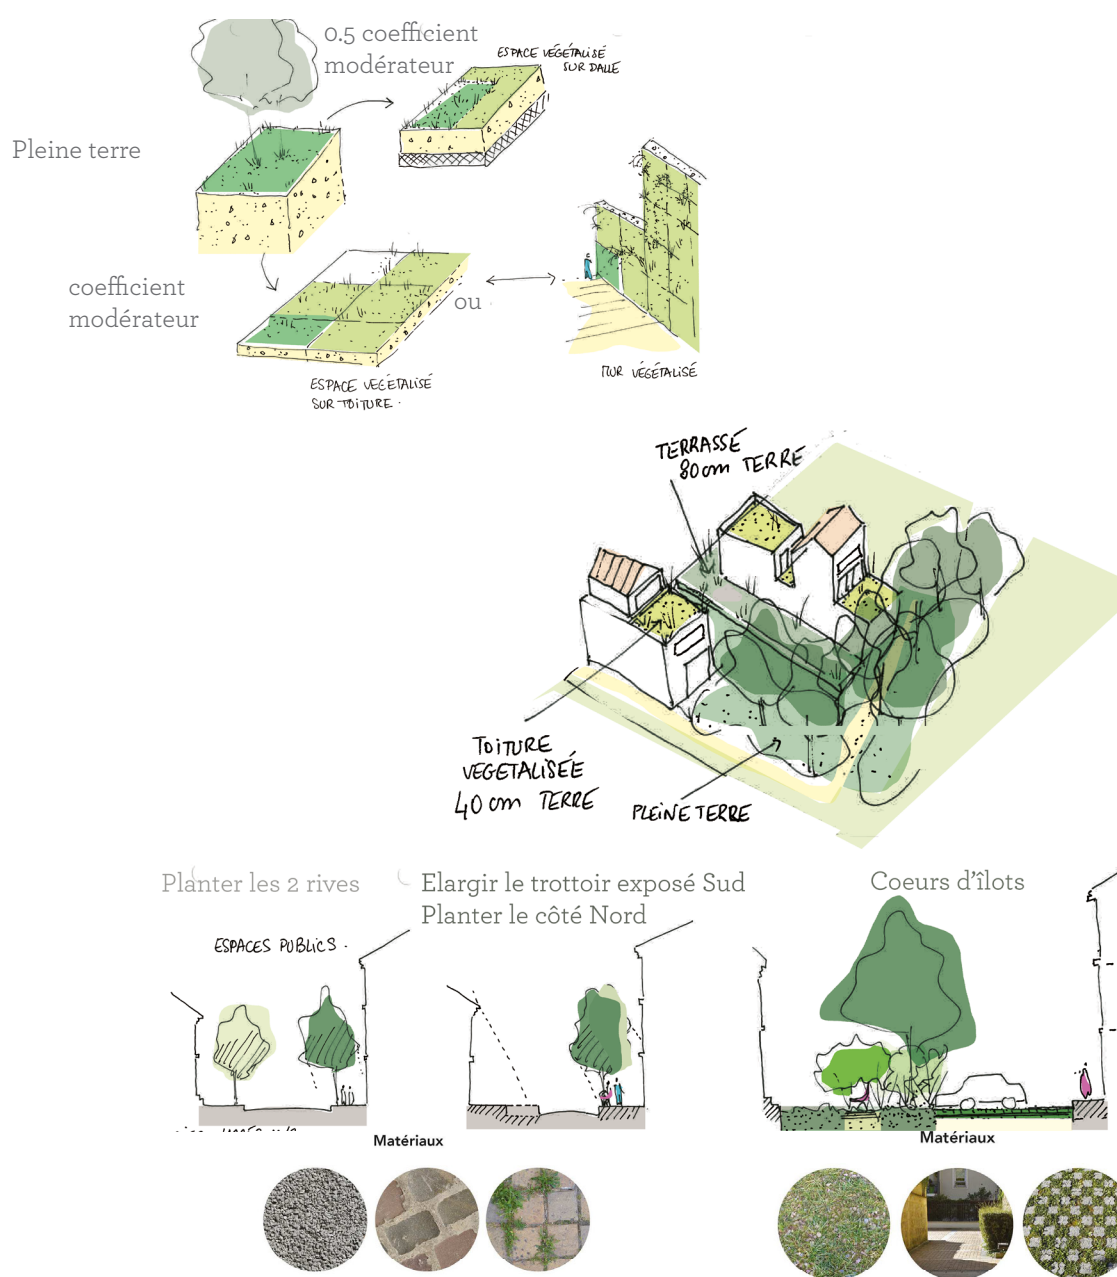 0.5 coefficient
modérateur
ESPACE VÉGÉTALISÉ
SUR DALLE
Pleine terre
coefficient
modérateur
ou
ESPACE VEGÉTALISÉ
SUR TOITURE.
MUR VÉGÉTALISÉ
TERRASSE
80cm TERRE
TOITURE
VEGETALISÉE
40cm TERRE
PLEINE TERRE
Planter les 2 rives
Elargir le trottoir exposé Sud
Planter le côté Nord
Coeurs d'îlots
ESPACES PUBLICS.
Matériaux
Matériaux